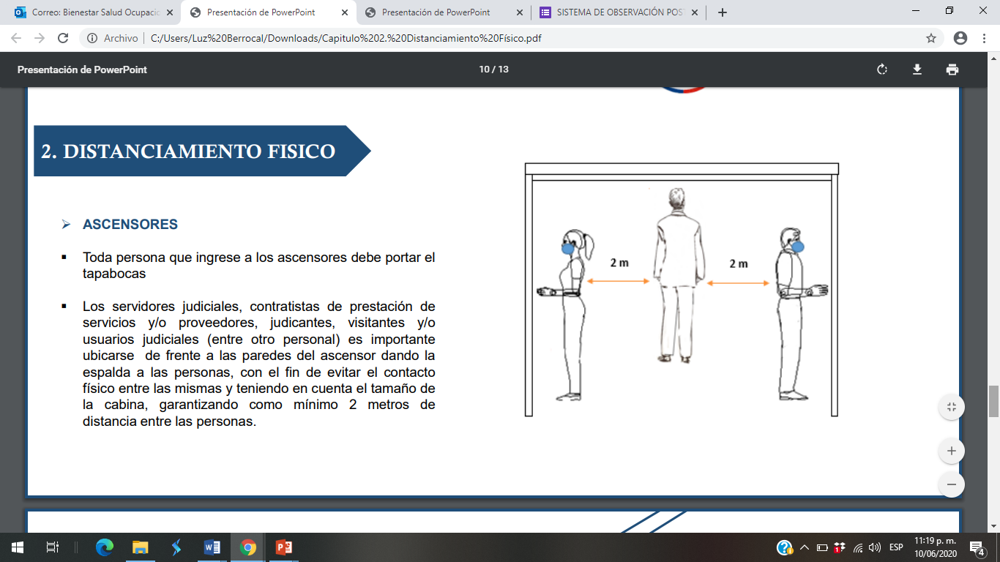 Correo: Bienestar Salud Ocupacio
Presentación de PowerPoint
Presentación de PowerPoint
SISTEMA DE OBSERVACIÓN POS
Archivo
C:/Users/Luz%20Berrocal/Downloads/Capitulo%202.%20Distanciamiento%20Físico.pdf
Presentación de PowerPoint
10 / 13
2. DISTANCIAMIENTO FISICO
ASCENSORES
Toda persona que ingrese a los ascensores debe portar el
tapabocas
Los servidores judiciales, contratistas de prestación de
servicios y/o proveedores, judicantes, visitantes y/o
usuarios judiciales (entre otro personal) es importante
ubicarse de frente a las paredes del ascensor dando la
espalda a las personas, con el fin de evitar el contacto
físico entre las mismas y teniendo en cuenta el tamaño de
la cabina, garantizando como mínimo 2 metros de
distancia entre las personas.
2 m
2 m
ESP
11:19 p. m.
10/06/2020
4